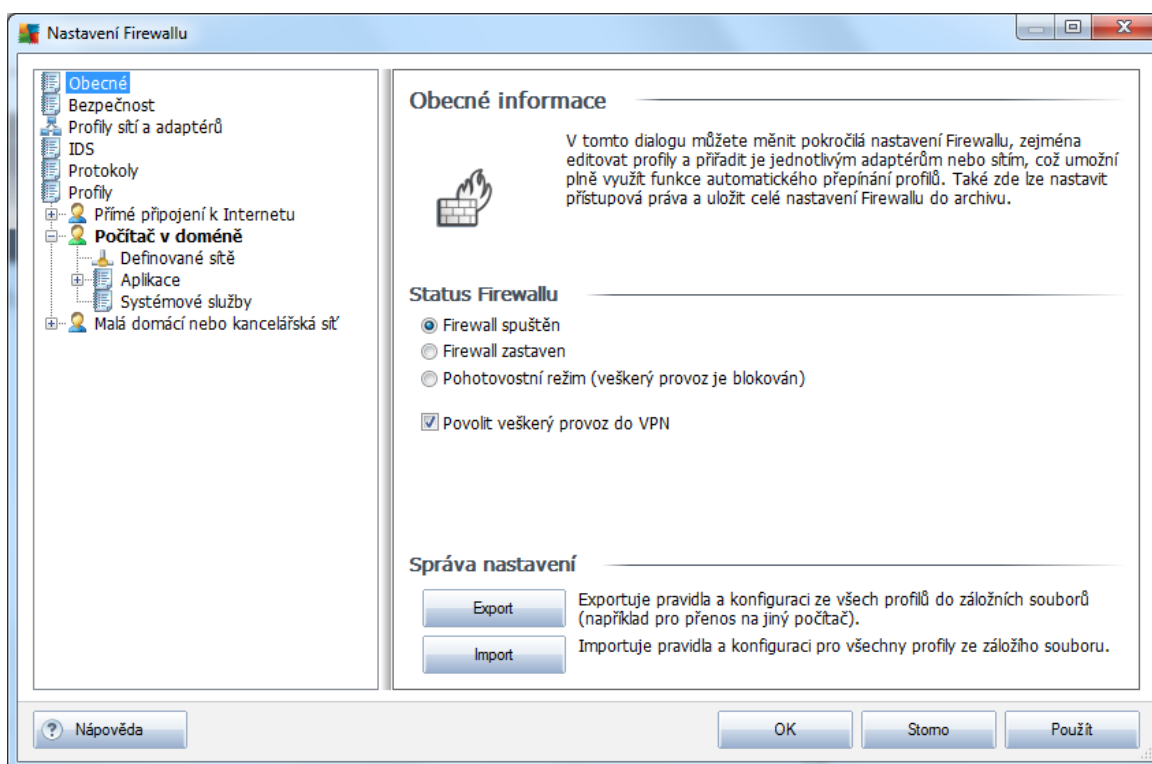 Nastavení Firewallu
Obecné
Bezpečnost
Profily sítí a adaptérů
IDS
Protokoly
Profily
Přímé připojení k Internetu
Počítač v doméně
Definované sítě
Aplikace
Systémové služby
Malá domácí nebo kancelářská síť
Obecné informace
V tomto dialogu můžete měnit pokročilá nastavení Firewallu, zejména
editovat profily a přiřadit je jednotlivým adaptérům nebo sítím, což umožní
plně využít funkce automatického přepínání profilů. Také zde lze nastavit
přístupová práva a uložit celé nastavení Firewallu do archivu.
Status Firewallu
Firewall spuštěn
Firewall zastaven
Pohotovostní režim (veškerý provoz je blokován)
Povolit veškerý provoz do VPN
Správa nastavení
Export
Exportuje pravidla a konfiguraci ze všech profilů do záložních souborů
(například pro přenos na jiný počítač).
Import
Importuje pravidla a konfiguraci pro všechny profily ze záložího souboru.
Nápověda
OK
Storno
Použít